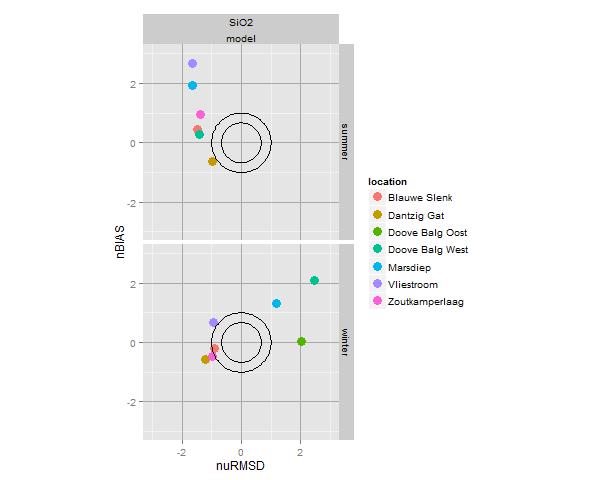 SiO2
model
2
0
-2
summer
2
0
-2
winter
-2 0 2
nuRMSD
nBIAS
location
Blauwe Slenk
Dantzig Gat
Doove Balg Oost
Doove Balg West
Marsdiep
Vliestroom
Zoutkamperlaag